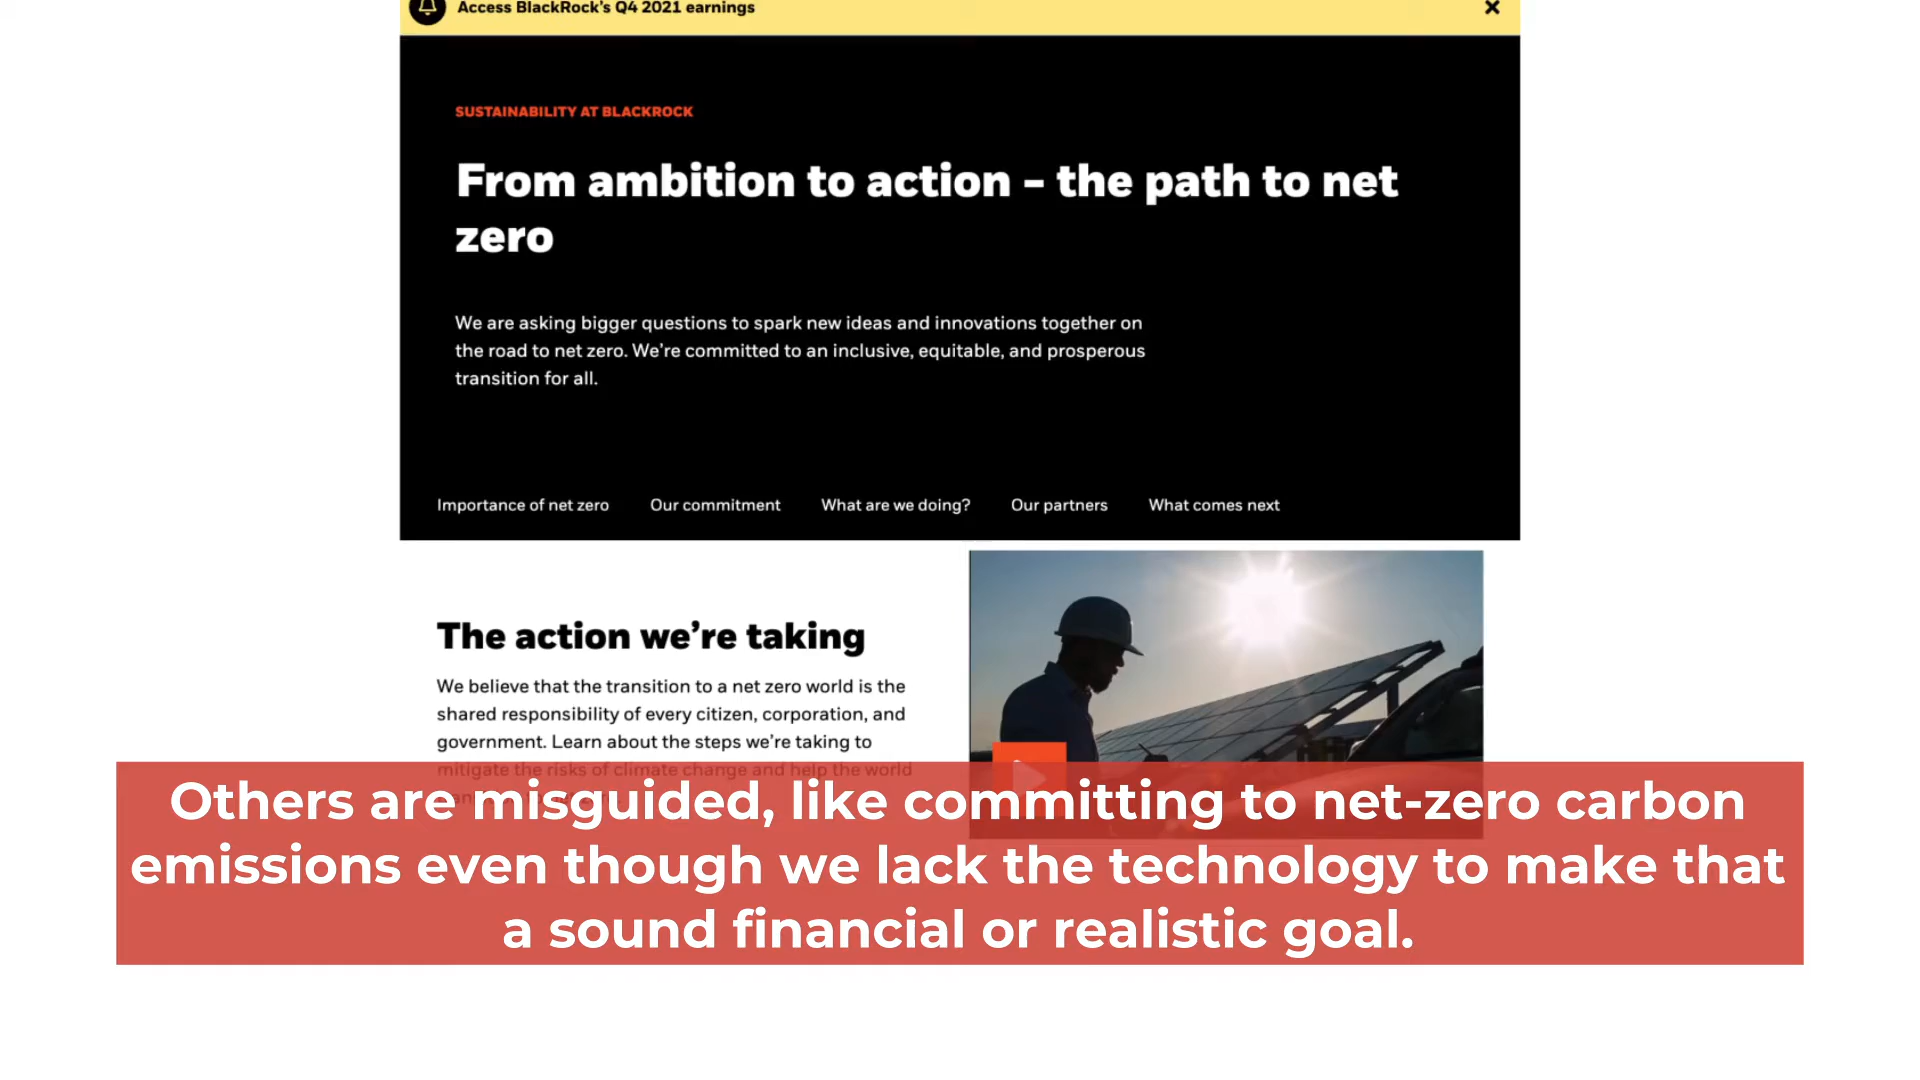 Access BlackRock's Q4 2021 earnings
SUSTAINABILITY AT BLACKROCK
From ambition to action – the path to net
zero
We are asking bigger questions to spark new ideas and innovations together on
the road to net zero. We're committed to an inclusive, equitable, and prosperous
transition for all.
Importance of net zero
Our commitment
What are we doing?
Our partners
What comes next
The action we're taking
We believe that the transition to a net zero world is the
shared responsibility of every citizen, corporation, and
government. Learn about the steps we're taking to
mitigate the risks of climate change and help the world
Others are misguided, like committing to net-zero carbon
emissions even though we lack the technology to make that
a sound financial or realistic goal.